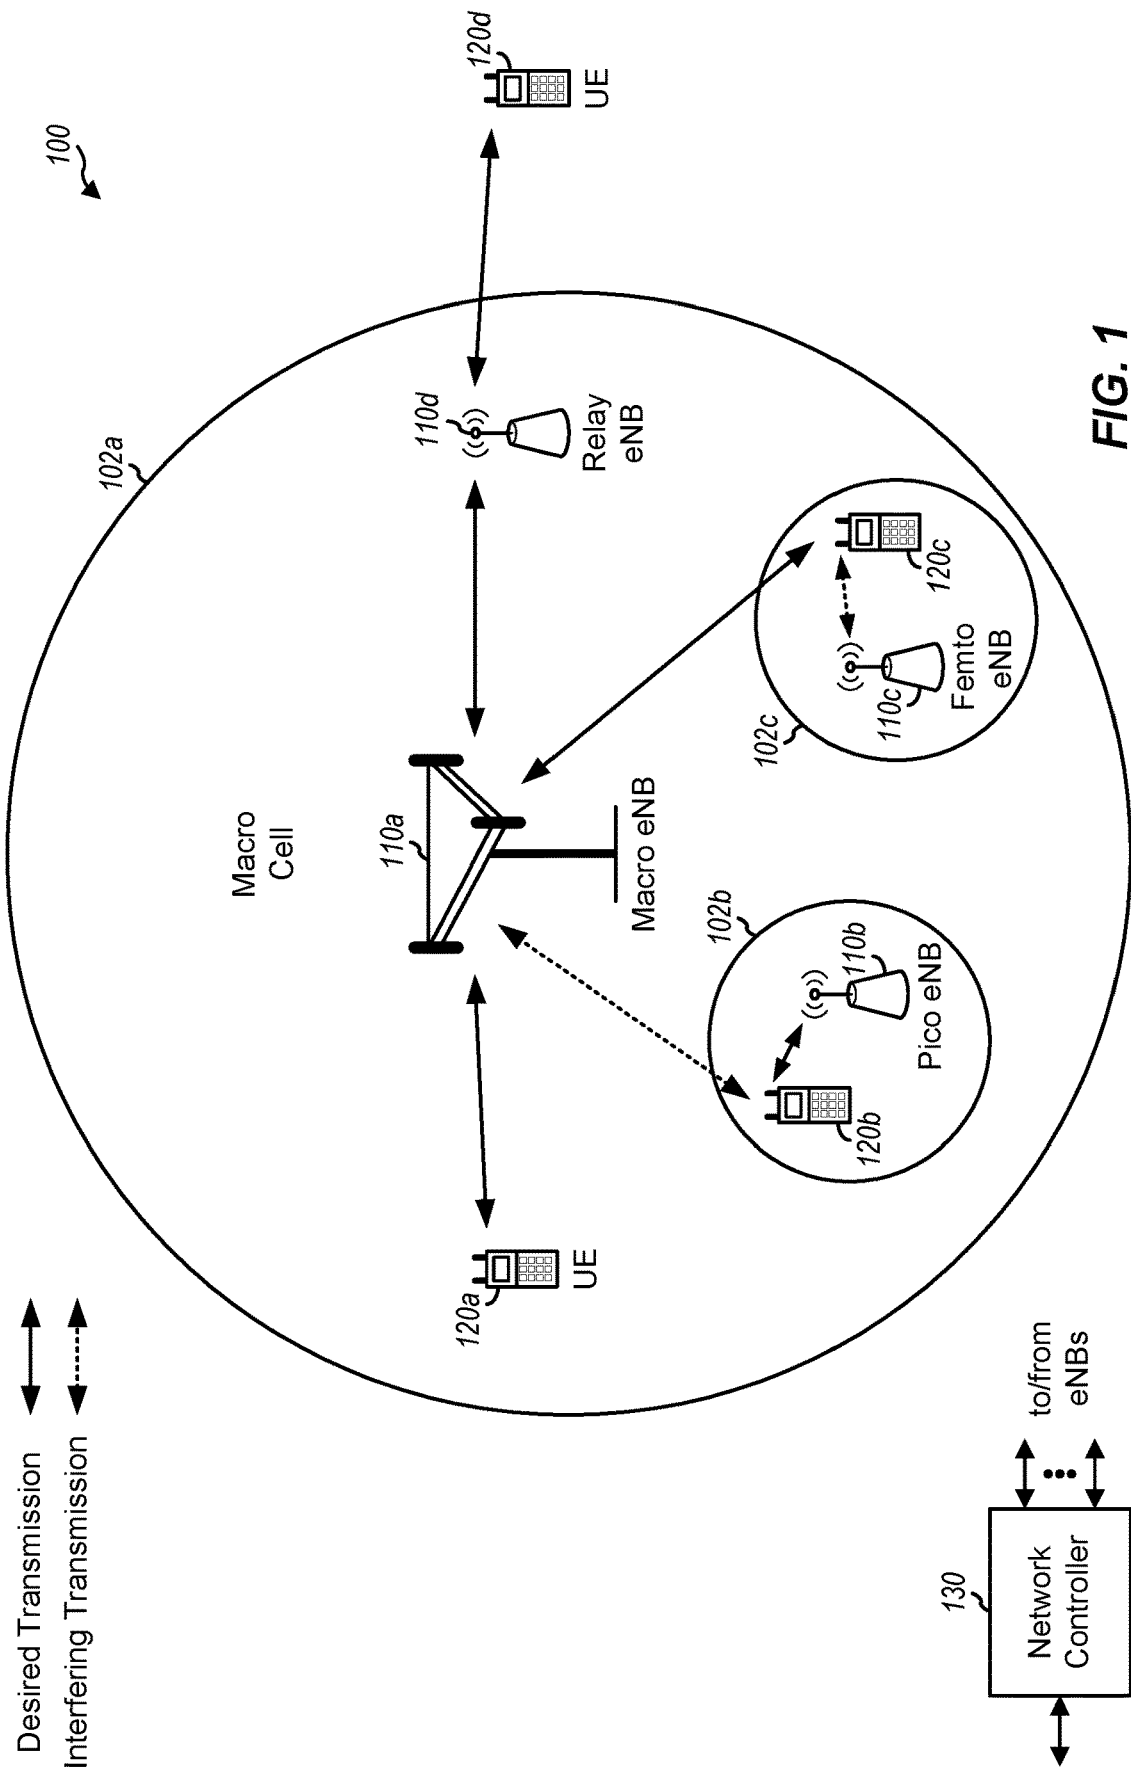 Desired Transmission
Interfering Transmission
100
102a
Macro
Cell
110a
Macro eNB
120a
UE
110d
Relay
eNB
120d
UE
102b
110b
Pico eNB
120b
102c
110c
Femto
eNB
120c
130
Network
Controller
to/from
eNBs
FIG. 1